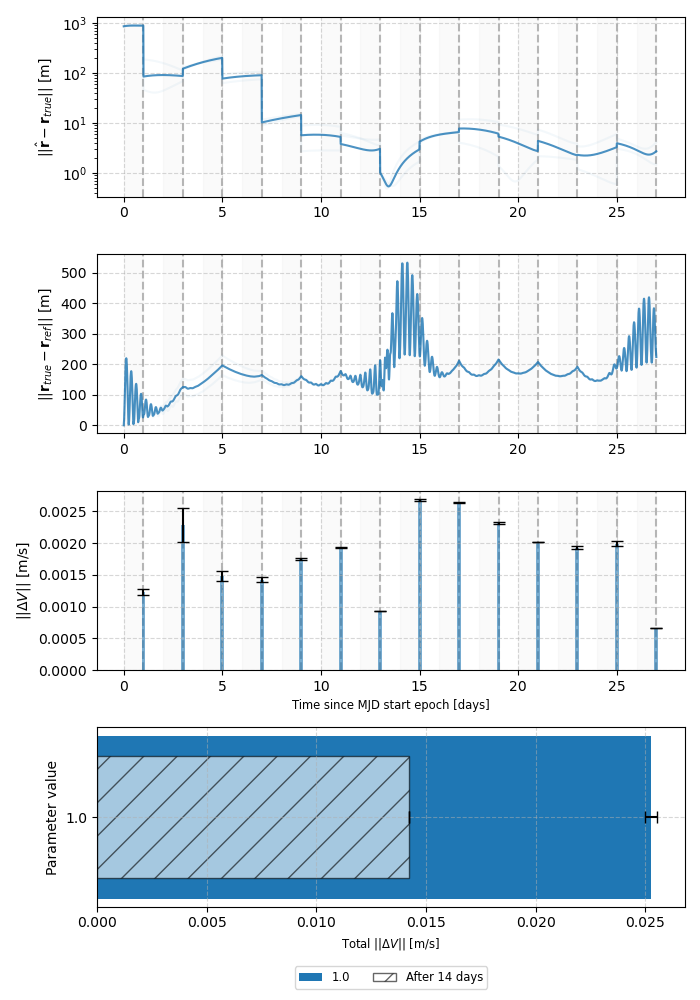 ||r̂ − r_true|| [m]
10³
10²
10¹
10⁰
0 5 10 15 20 25
||r_true − r_ref|| [m]
500
400
300
200
100
0
0 5 10 15 20 25
||ΔV|| [m/s]
0.0025
0.0020
0.0015
0.0010
0.0005
0.0000
0 5 10 15 20 25
Time since MJD start epoch [days]
Parameter value
1.0
0.000 0.005 0.010 0.015 0.020 0.025
Total ||ΔV|| [m/s]
1.0 After 14 days